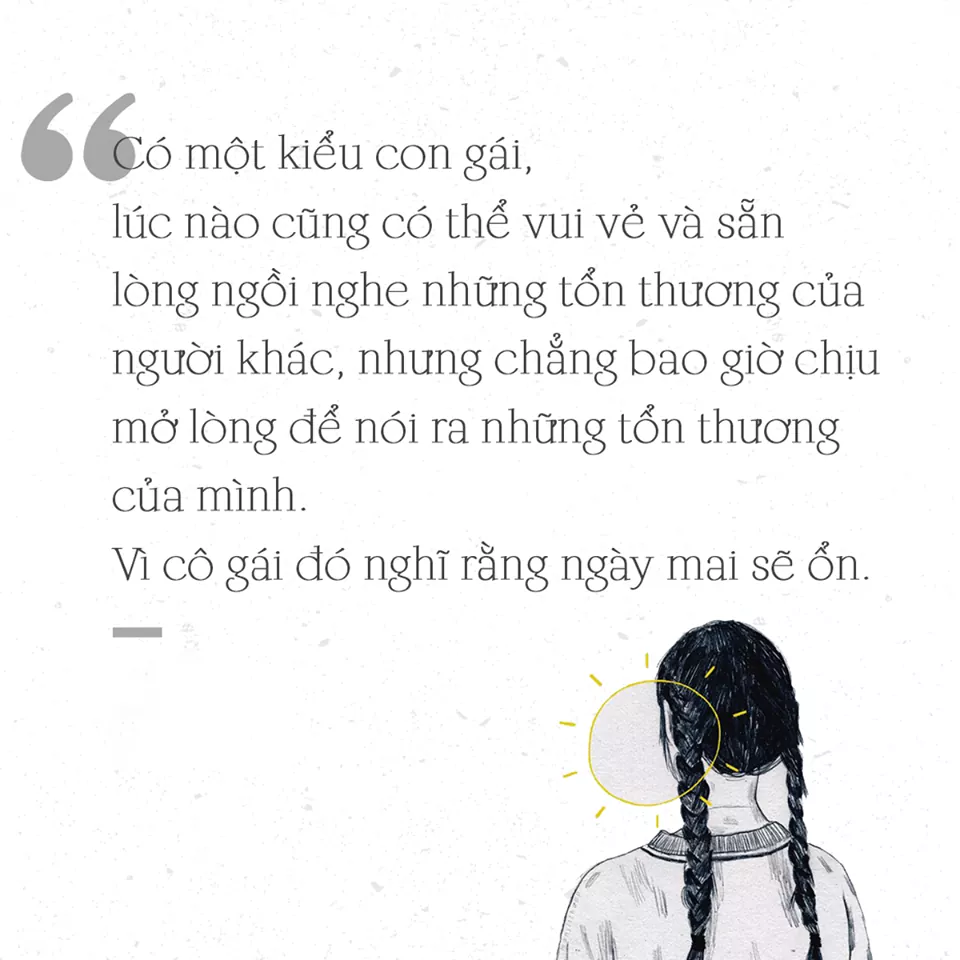 “Có một kiểu con gái,
lúc nào cũng có thể vui vẻ và sẵn
lòng ngồi nghe những tổn thương của
người khác, nhưng chẳng bao giờ chịu
mở lòng để nói ra những tổn thương
của mình.
Vì cô gái đó nghĩ rằng ngày mai sẽ ổn.